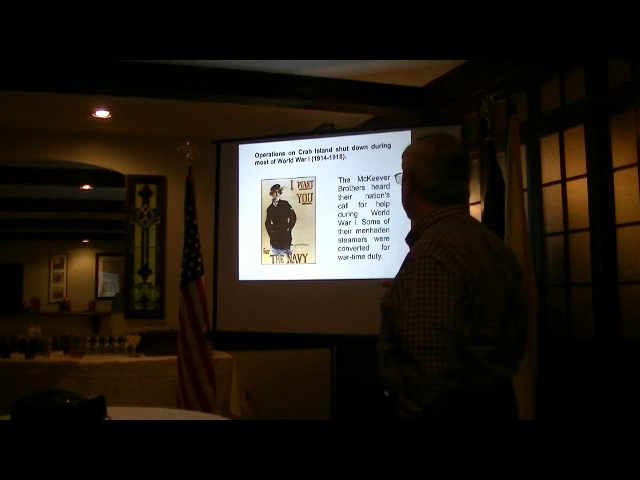 Operations on Crab Island shut down during
most of World War I (1914-1918).
I WANT
YOU
for
THE NAVY
The McKeever
Brothers heard
their nation's
call for help
during World
War I. Some of
their menhaden
steamers were
converted for
war-time duty.